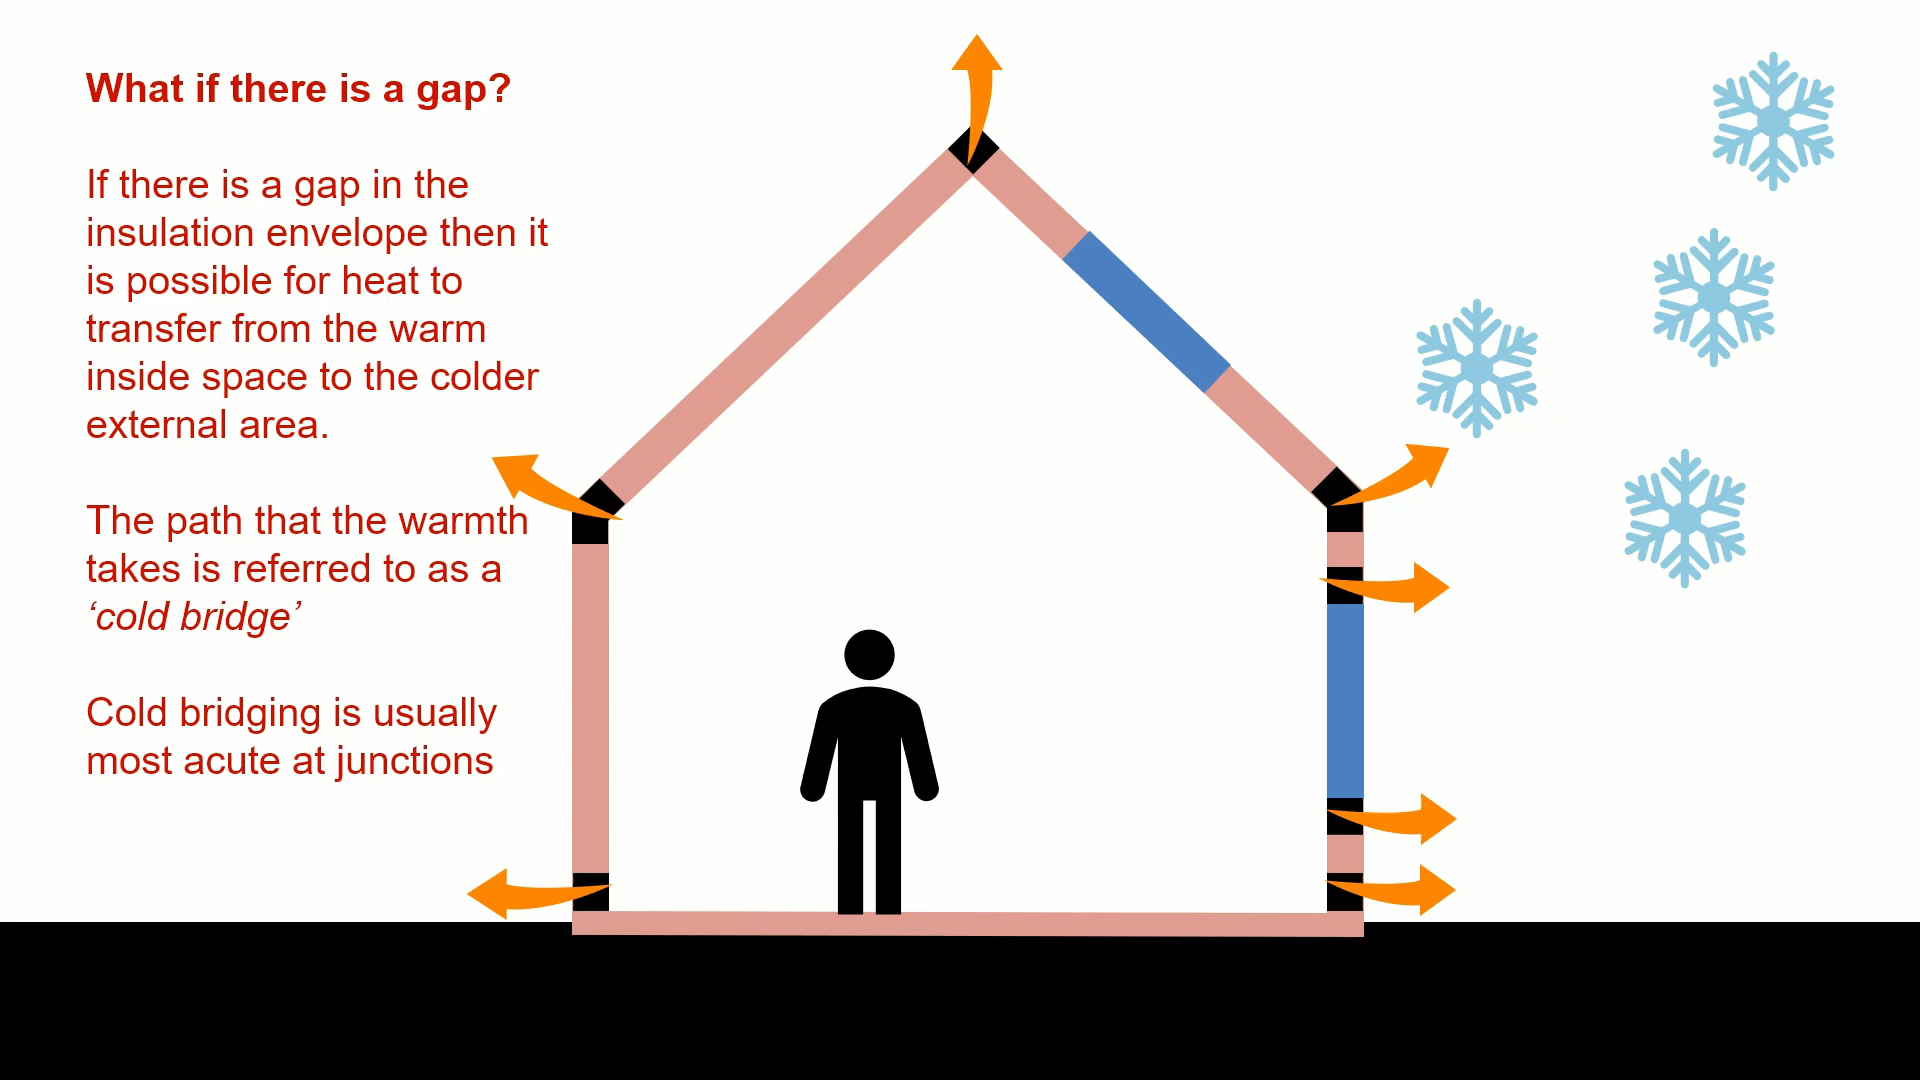 What if there is a gap?
If there is a gap in the
insulation envelope then it
is possible for heat to
transfer from the warm
inside space to the colder
external area.
The path that the warmth
takes is referred to as a
‘cold bridge’
Cold bridging is usually
most acute at junctions